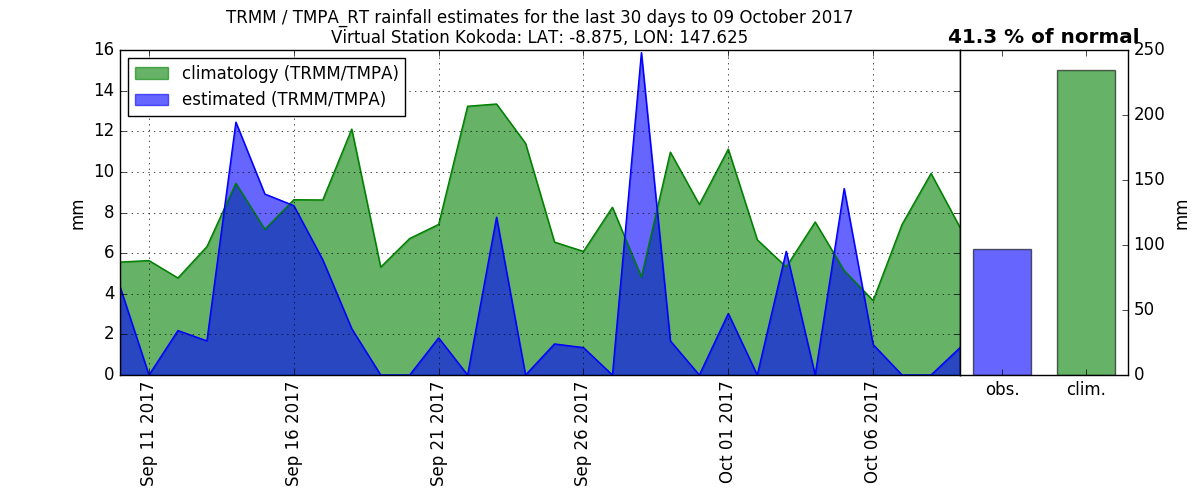 TRMM / TMPA_RT rainfall estimates for the last 30 days to 09 October 2017
Virtual Station Kokoda: LAT: -8.875, LON: 147.625
41.3 % of normal
climatology (TRMM/TMPA)
estimated (TRMM/TMPA)
16
14
12
10
8
6
4
2
0
mm
Sep 11 2017
Sep 16 2017
Sep 21 2017
Sep 26 2017
Oct 01 2017
Oct 06 2017
obs.
clim.
250
200
150
100
50
0
mm